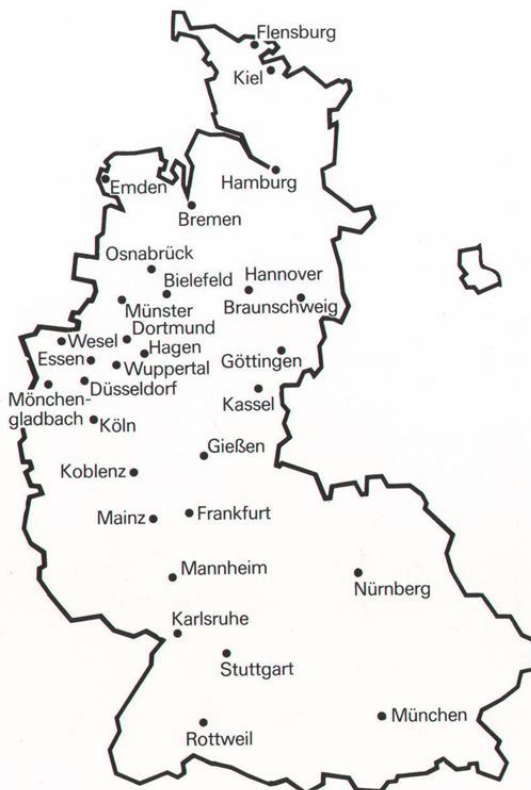 Flensburg
Kiel
Hamburg
Emden
Bremen
Osnabrück
Bielefeld
Hannover
Münster
Braunschweig
Dortmund
Wesel
Hagen
Essen
Wuppertal
Göttingen
Düsseldorf
Mönchen-
gladbach
Kassel
Köln
Gießen
Koblenz
Mainz
Frankfurt
Mannheim
Nürnberg
Karlsruhe
Stuttgart
München
Rottweil